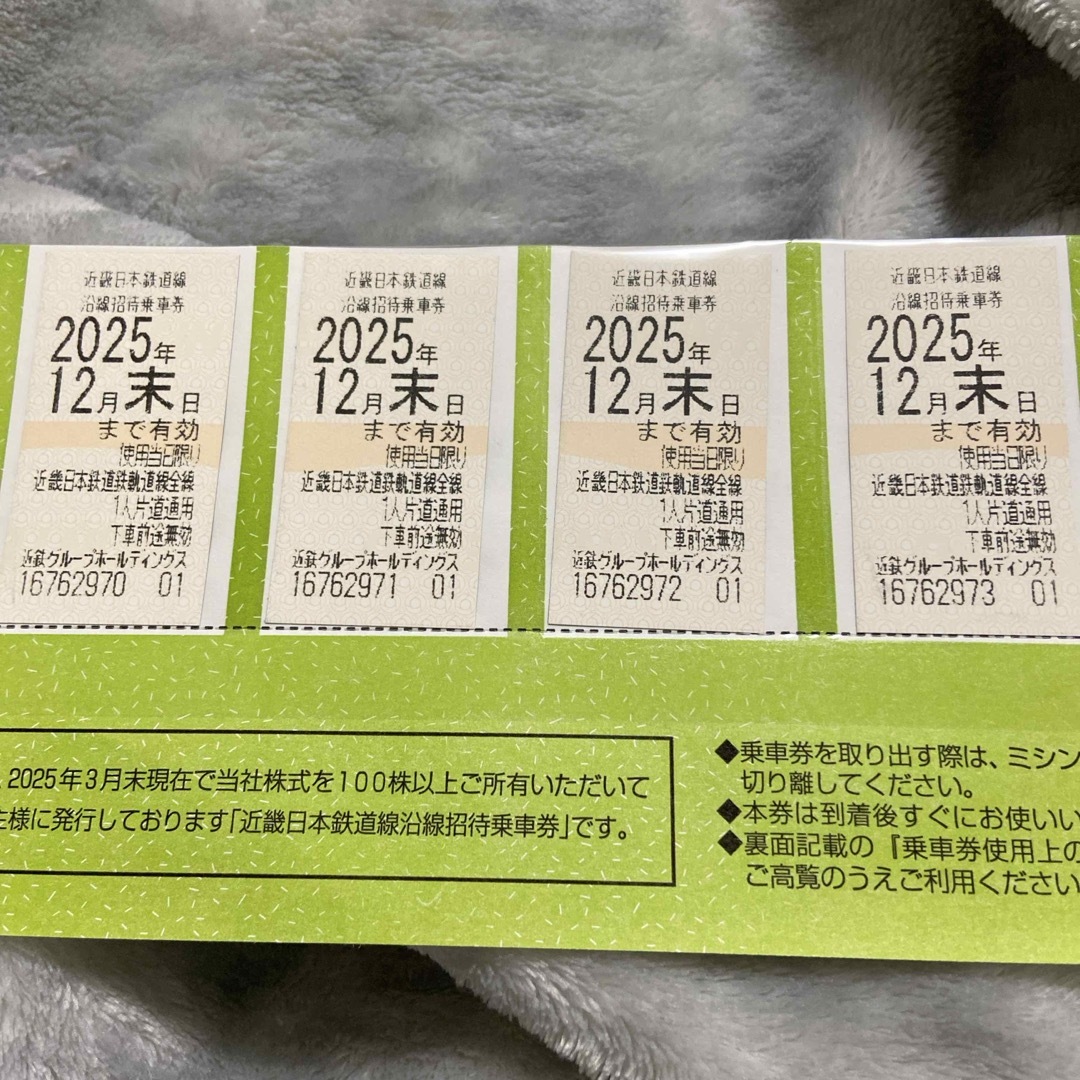 近畿日本鉄道線
沿線招待乗車券
2025年
12月末日
まで有効
使用当日限り
近畿日本鉄道鉄軌道線全線
1人片道通用
下車前途無効
近鉄グループホールディングス
16762970 01
近畿日本鉄道線
沿線招待乗車券
2025年
12月末日
まで有効
使用当日限り
近畿日本鉄道鉄軌道線全線
1人片道通用
下車前途無効
近鉄グループホールディングス
16762971 01
近畿日本鉄道線
沿線招待乗車券
2025年
12月末日
まで有効
使用当日限り
近畿日本鉄道鉄軌道線全線
1人片道通用
下車前途無効
近鉄グループホールディングス
16762972 01
近畿日本鉄道線
沿線招待乗車券
2025年
12月末日
まで有効
使用当日限り
近畿日本鉄道鉄軌道線全線
1人片道通用
下車前途無効
近鉄グループホールディングス
16762973 01
2025年3月末現在で当社株式を100株以上ご所有いただいて
主様に発行しております「近畿日本鉄道線沿線招待乗車券」です。
◆乗車券を取り出す際は、ミシン
切り離してください。
◆本券は到着後すぐにお使いい
◆裏面記載の『乗車券使用上の
ご高覧のうえご利用ください